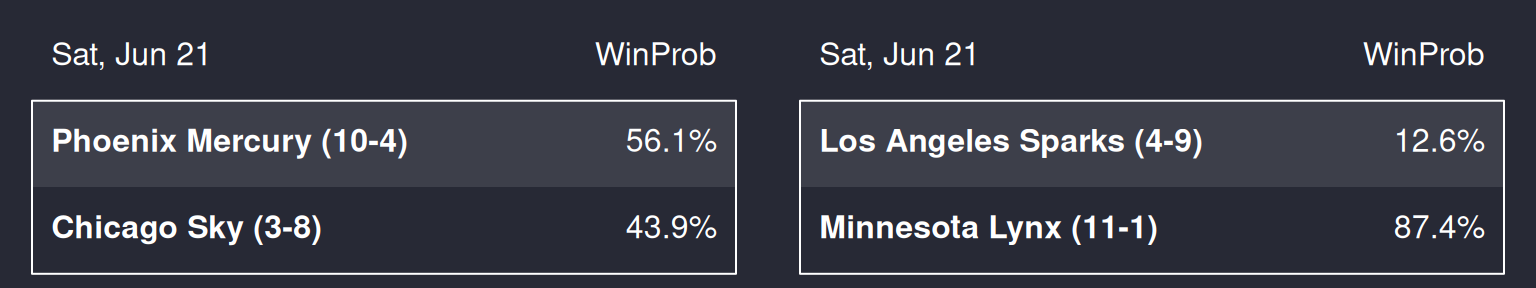 Sat, Jun 21 WinProb
Phoenix Mercury (10-4) 56.1%
Chicago Sky (3-8) 43.9%
Sat, Jun 21 WinProb
Los Angeles Sparks (4-9) 12.6%
Minnesota Lynx (11-1) 87.4%